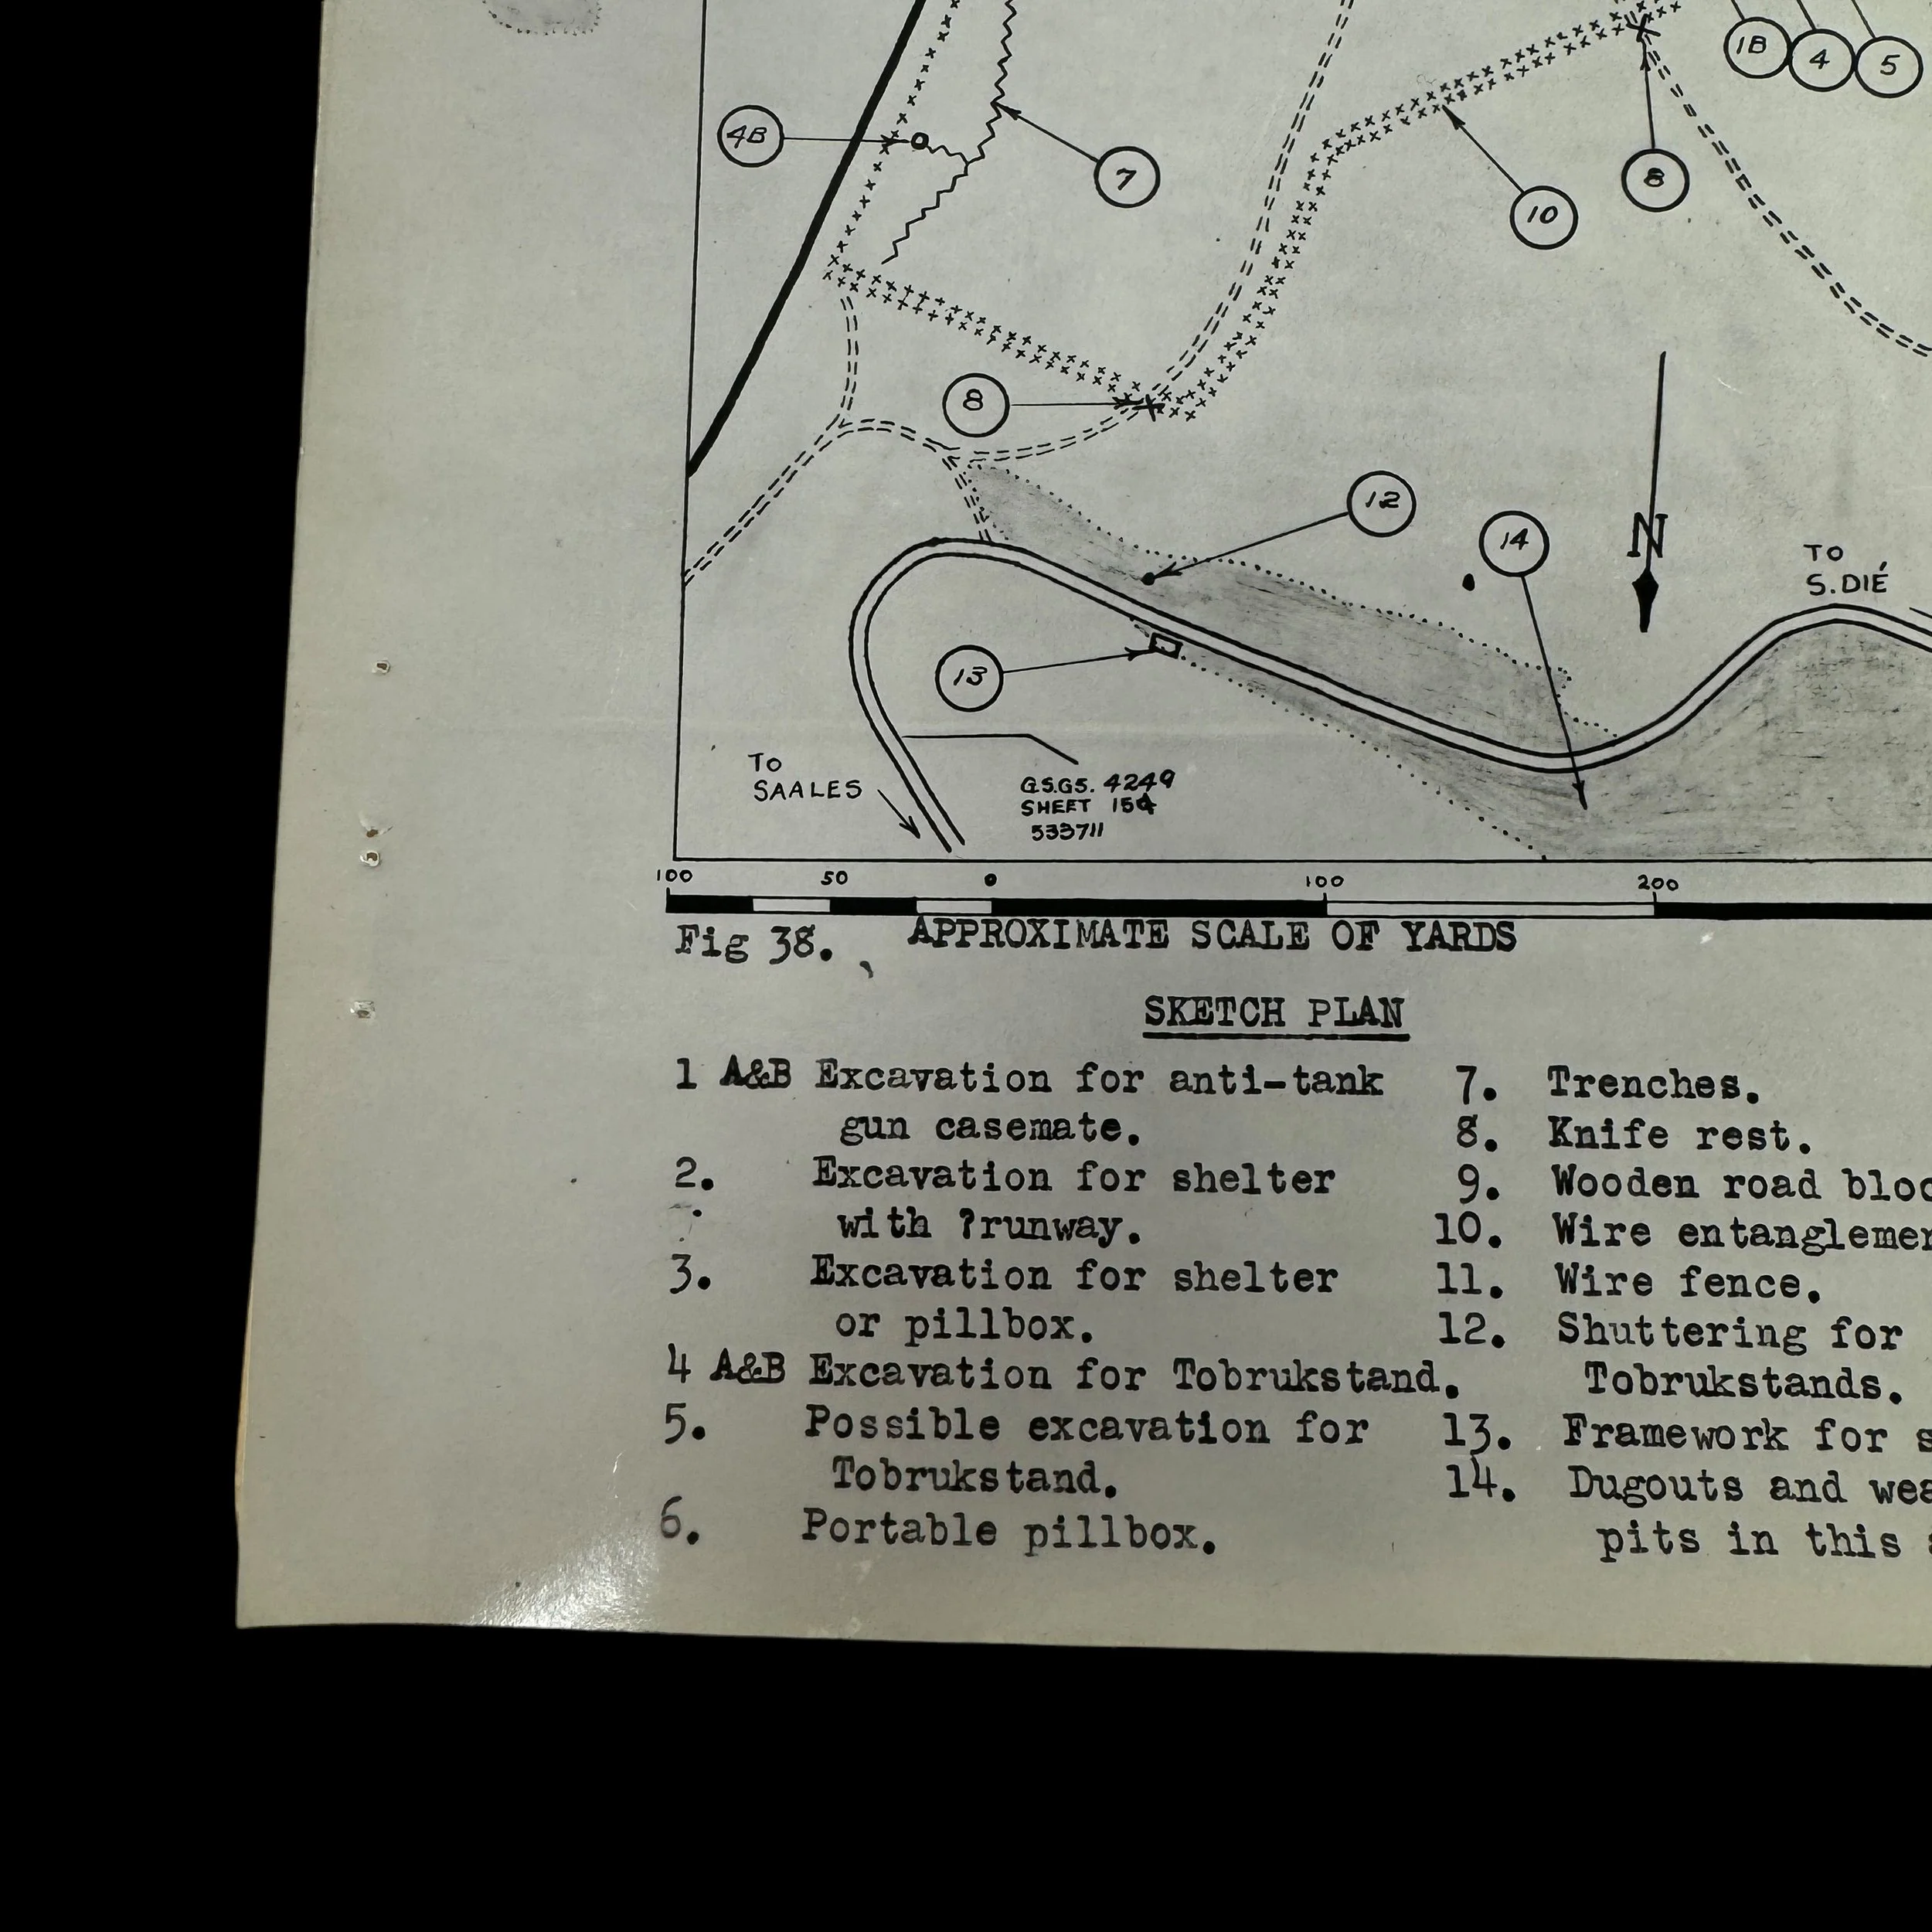 1B
4
5
4B
7
8
10
8
12
14
N
TO
S.DIÉ
13
TO
SAALES
G.S.G.S. 4249
SHEET 154
533711
100 50 0 100 200
Fig 38. APPROXIMATE SCALE OF YARDS
SKETCH PLAN
1 A&B Excavation for anti-tank
gun casemate.
2. Excavation for shelter
with ?runway.
3. Excavation for shelter
or pillbox.
4 A&B Excavation for Tobrukstand.
5. Possible excavation for
Tobrukstand.
6. Portable pillbox.
7. Trenches.
8. Knife rest.
9. Wooden road
10. Wire
11. Wire fence.
12. Shuttering for
Tobrukstands.
13. Framework for
14. Dugouts and
pits in this